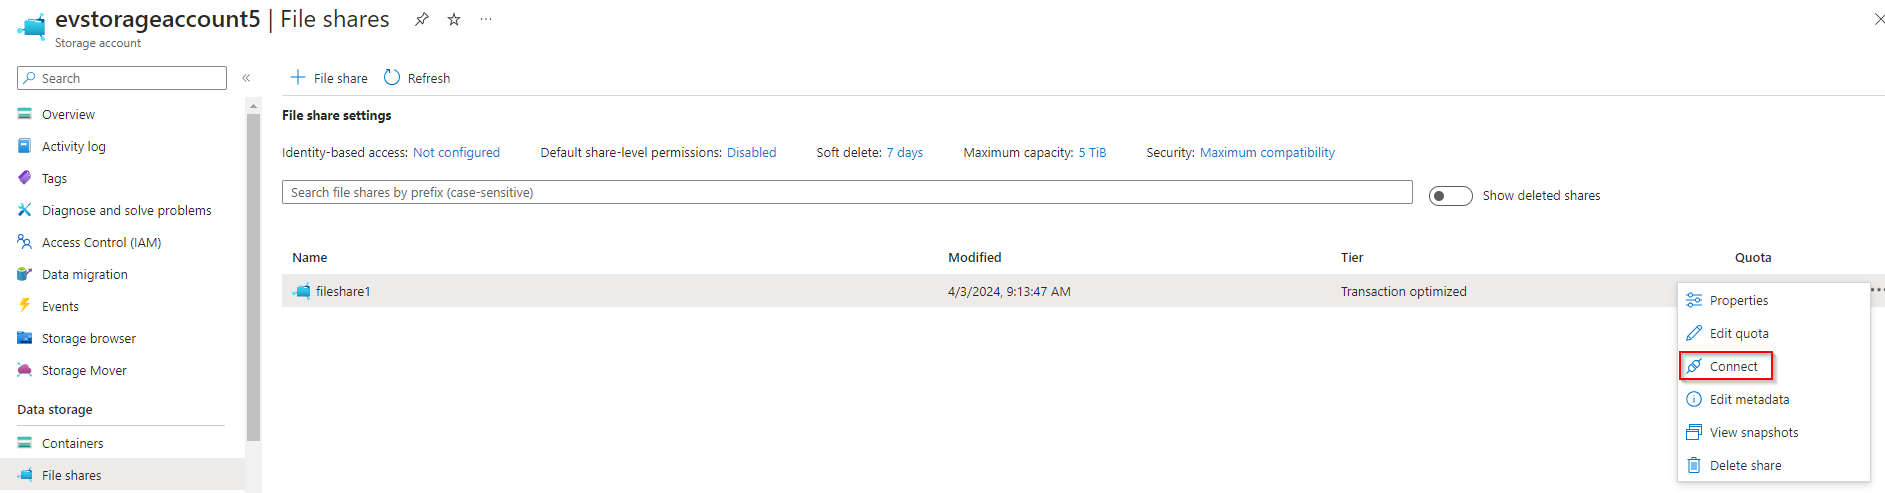 evstorageaccount5 | File shares
Storage account
Search
File share
Refresh
Overview
Activity log
Tags
Diagnose and solve problems
Access Control (IAM)
Data migration
Events
Storage browser
Storage Mover
Data storage
Containers
File shares
File share settings
Identity-based access: Not configured
Default share-level permissions: Disabled
Soft delete: 7 days
Maximum capacity: 5 TiB
Security: Maximum compatibility
Search file shares by prefix (case-sensitive)
Show deleted shares
Name Modified Tier Quota
fileshare1 4/3/2024, 9:13:47 AM Transaction optimized
Properties
Edit quota
Connect
Edit metadata
View snapshots
Delete share